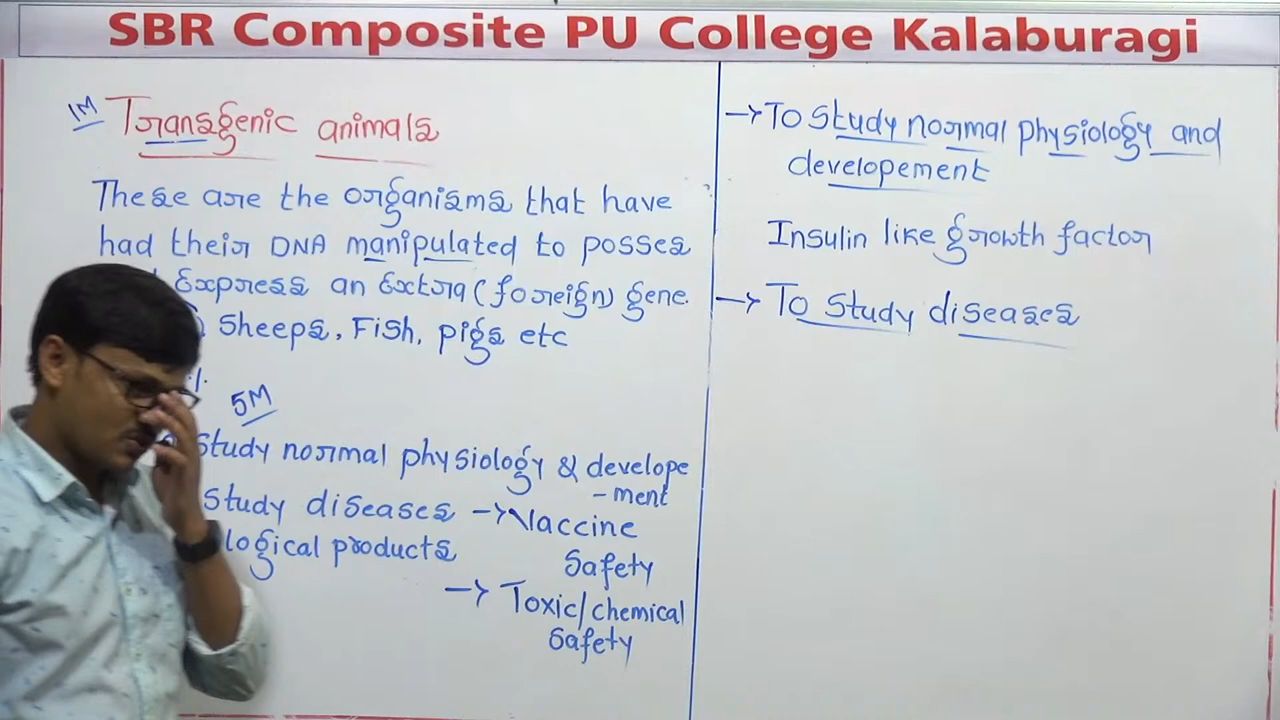 SBR Composite PU College Kalaburagi
1M Transgenic animals
These are the organisms that have
had their DNA manipulated to posses
Express an Extra (foreign) gene.
Sheeps, Fish, pigs etc
5M
Study normal physiology & develope
-ment
Study diseases
logical products
→ Vaccine
Safety
→ Toxic/chemical
Safety
→ To Study normal physiology and
developement
Insulin like growth factor
→ To Study diseases